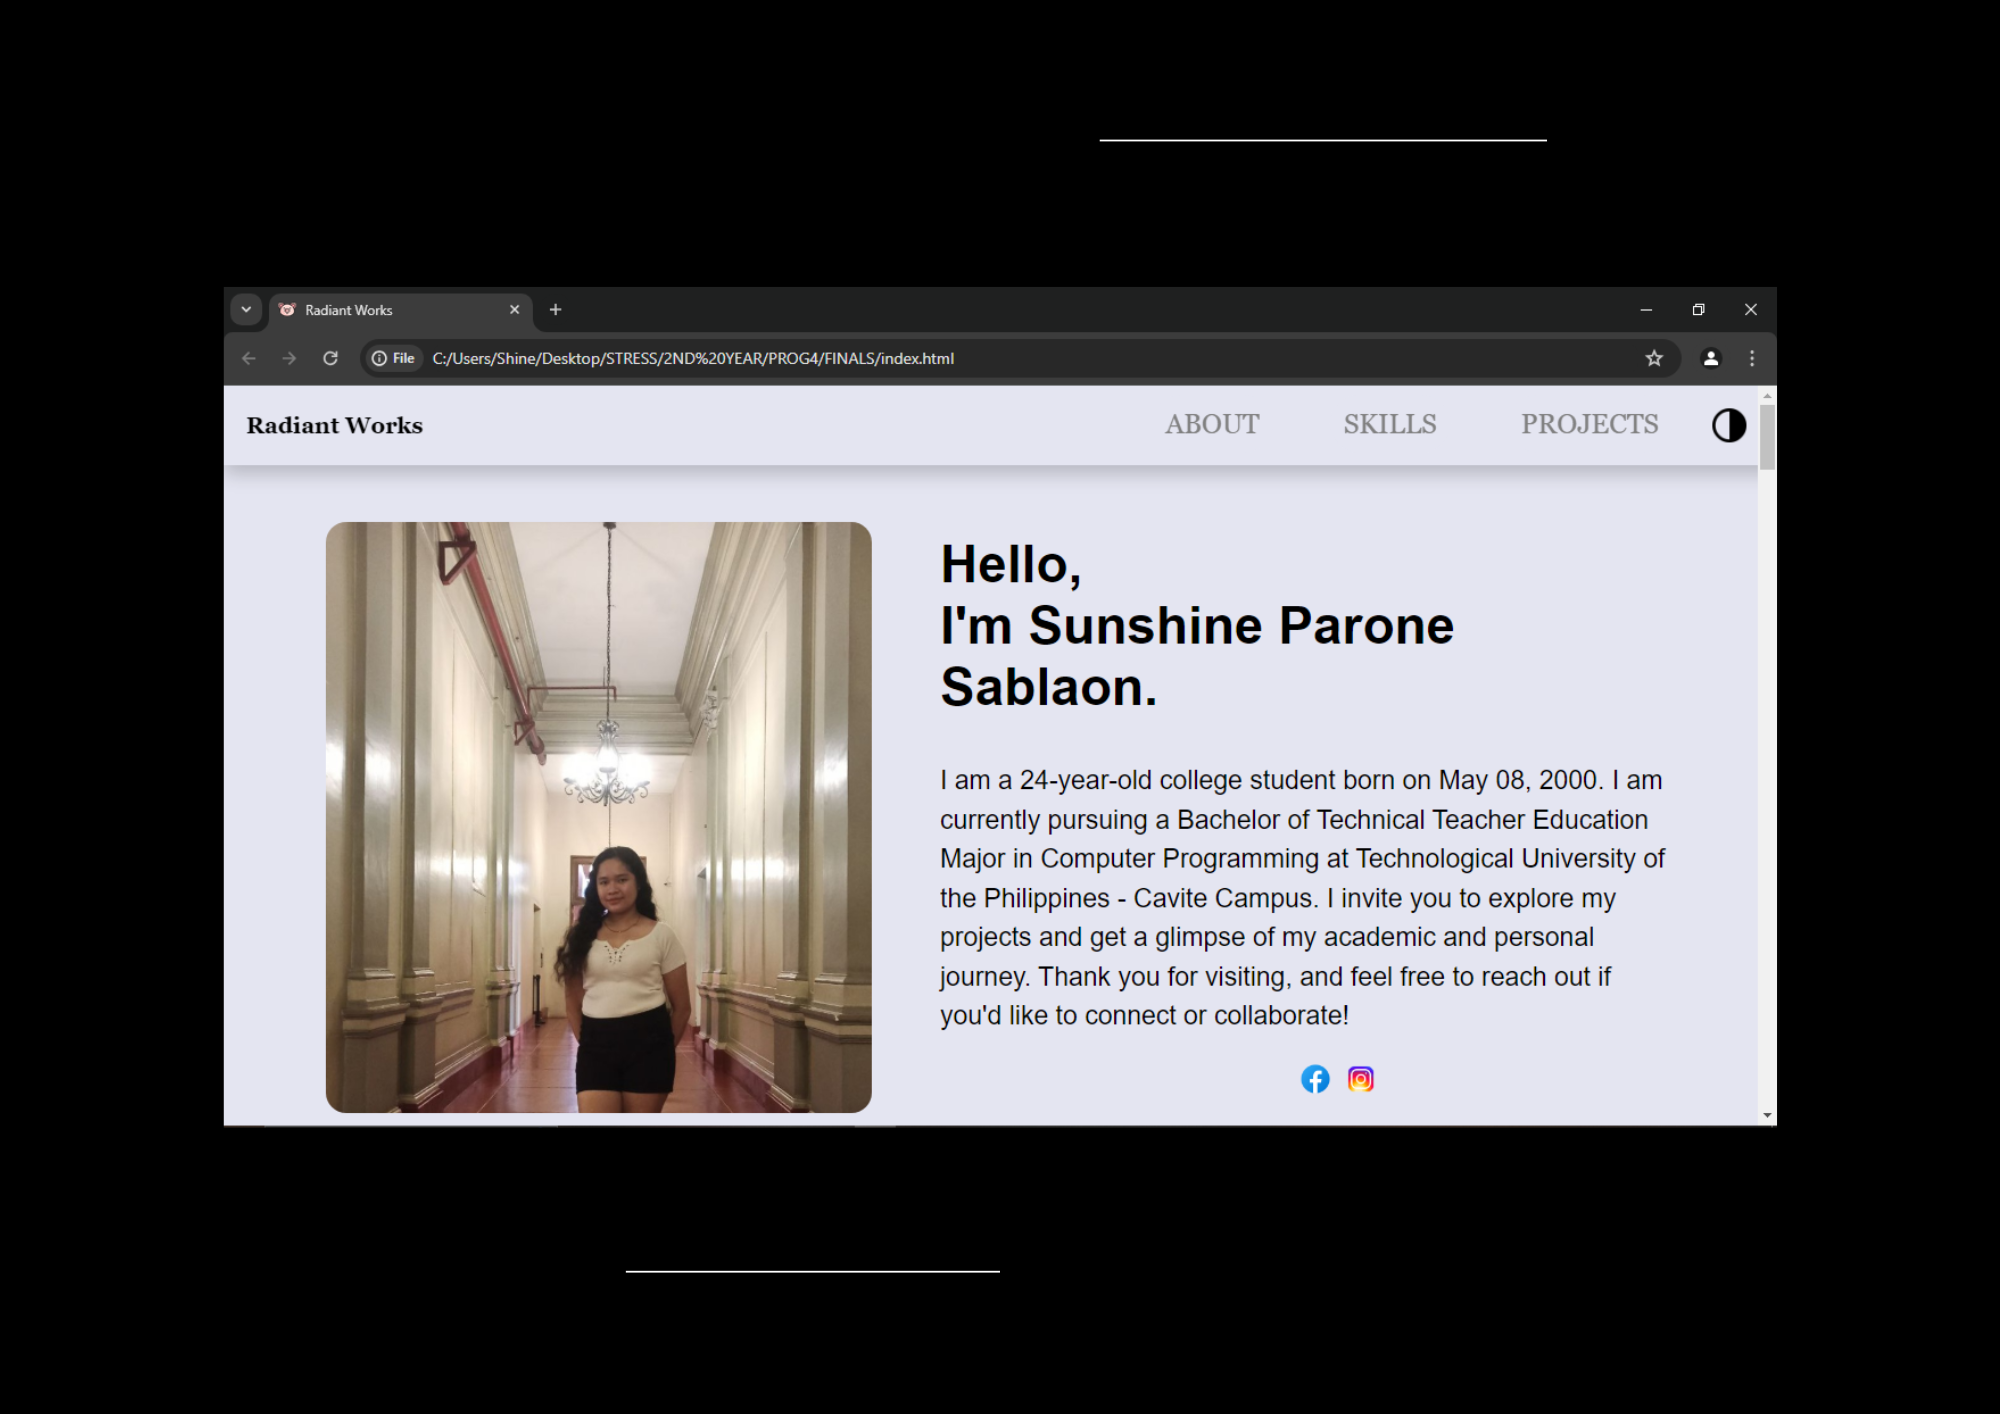 Radiant Works
File C:/Users/Shine/Desktop/STRESS/2ND%20YEAR/PROG4/FINALS/index.html
Radiant Works ABOUT SKILLS PROJECTS
Hello,
I'm Sunshine Parone
Sablaon.
I am a 24-year-old college student born on May 08, 2000. I am
currently pursuing a Bachelor of Technical Teacher Education
Major in Computer Programming at Technological University of
the Philippines - Cavite Campus. I invite you to explore my
projects and get a glimpse of my academic and personal
journey. Thank you for visiting, and feel free to reach out if
you'd like to connect or collaborate!